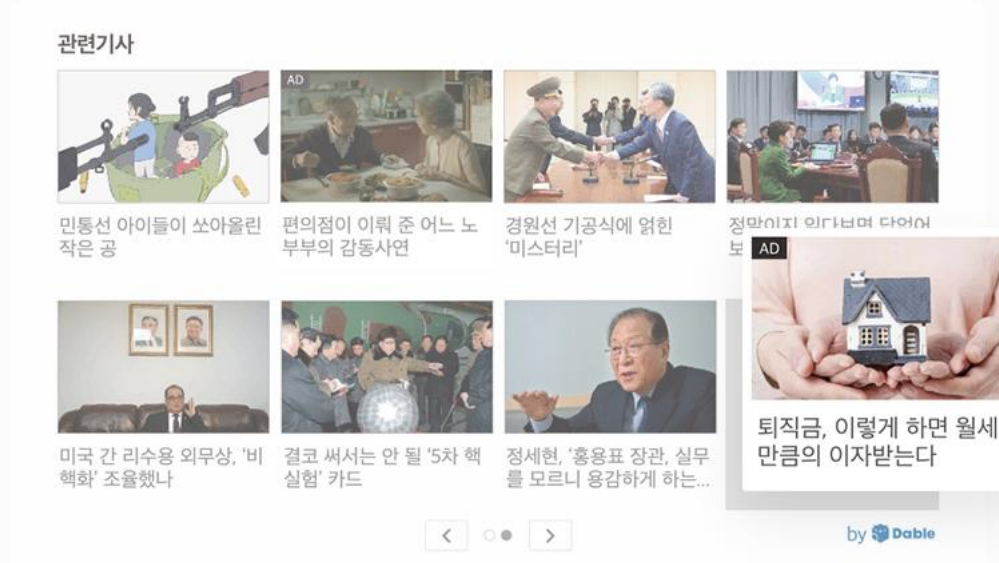 관련기사
민통선 아이들이 쏘아올린
작은 공
AD
편의점이 이뤄 준 어느 노
부부의 감동사연
경원선 기공식에 얽힌
‘미스터리’
AD
퇴직금, 이렇게 하면 월세
만큼의 이자받는다
미국 간 리수용 외무상, ‘비
핵화’ 조율했나
결코 써서는 안 될 ‘5차 핵
실험’ 카드
정세현, ‘홍용표 장관, 실무
를 모르니 용감하게 하는...
by Dable